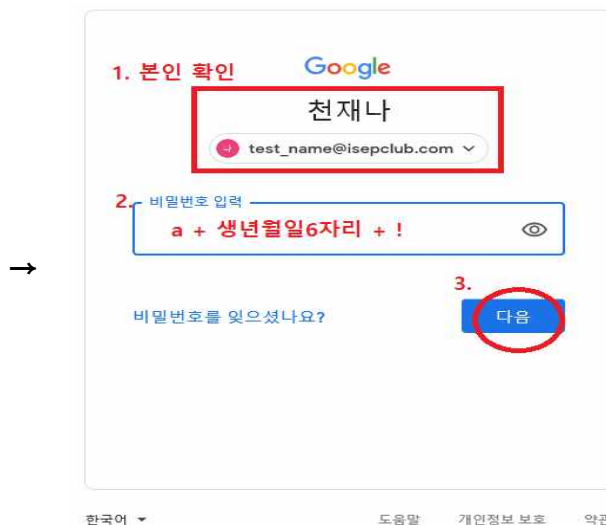 1. 본인 확인
Google
천재나
test_name@isepclub.com
2. 비밀번호 입력
a + 생년월일6자리 + !
→
3.
비밀번호를 잊으셨나요?
다음
한국어
도움말 개인정보 보호 약관